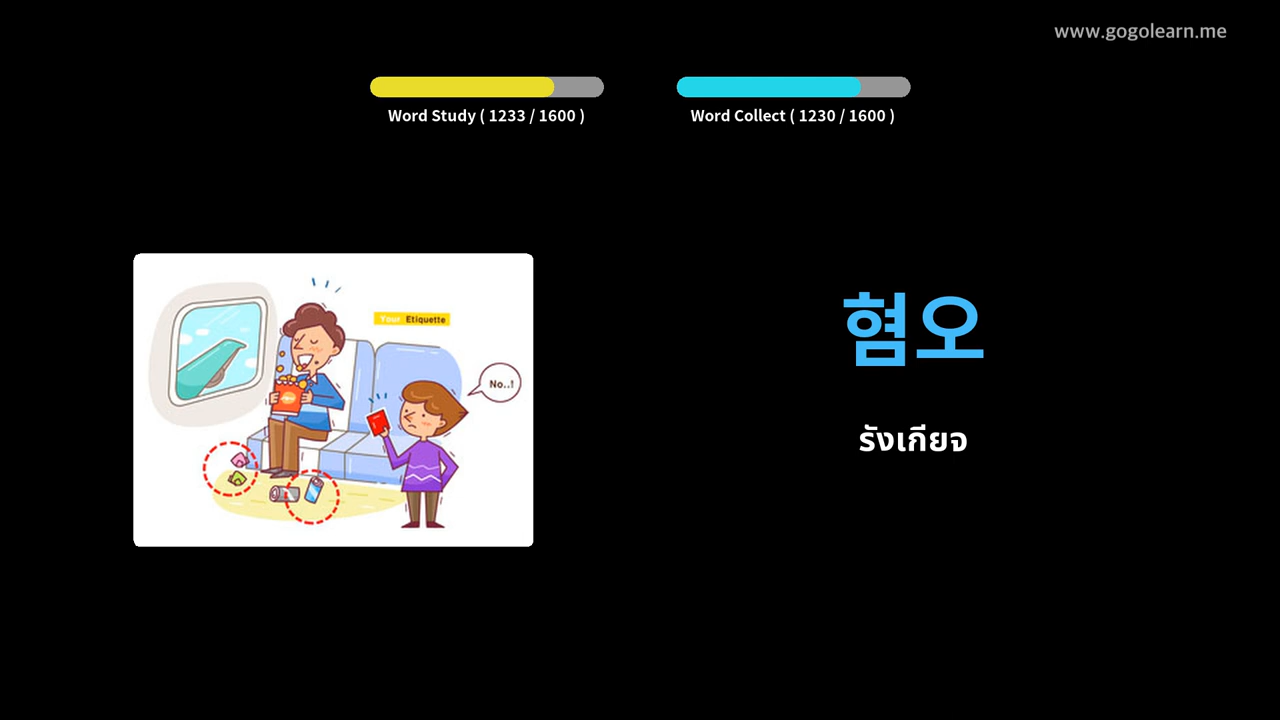 www.gogolearn.me
Word Study ( 1233 / 1600 )
Word Collect ( 1230 / 1600 )
Your Etiquette
No..!
혐오
รังเกียจ